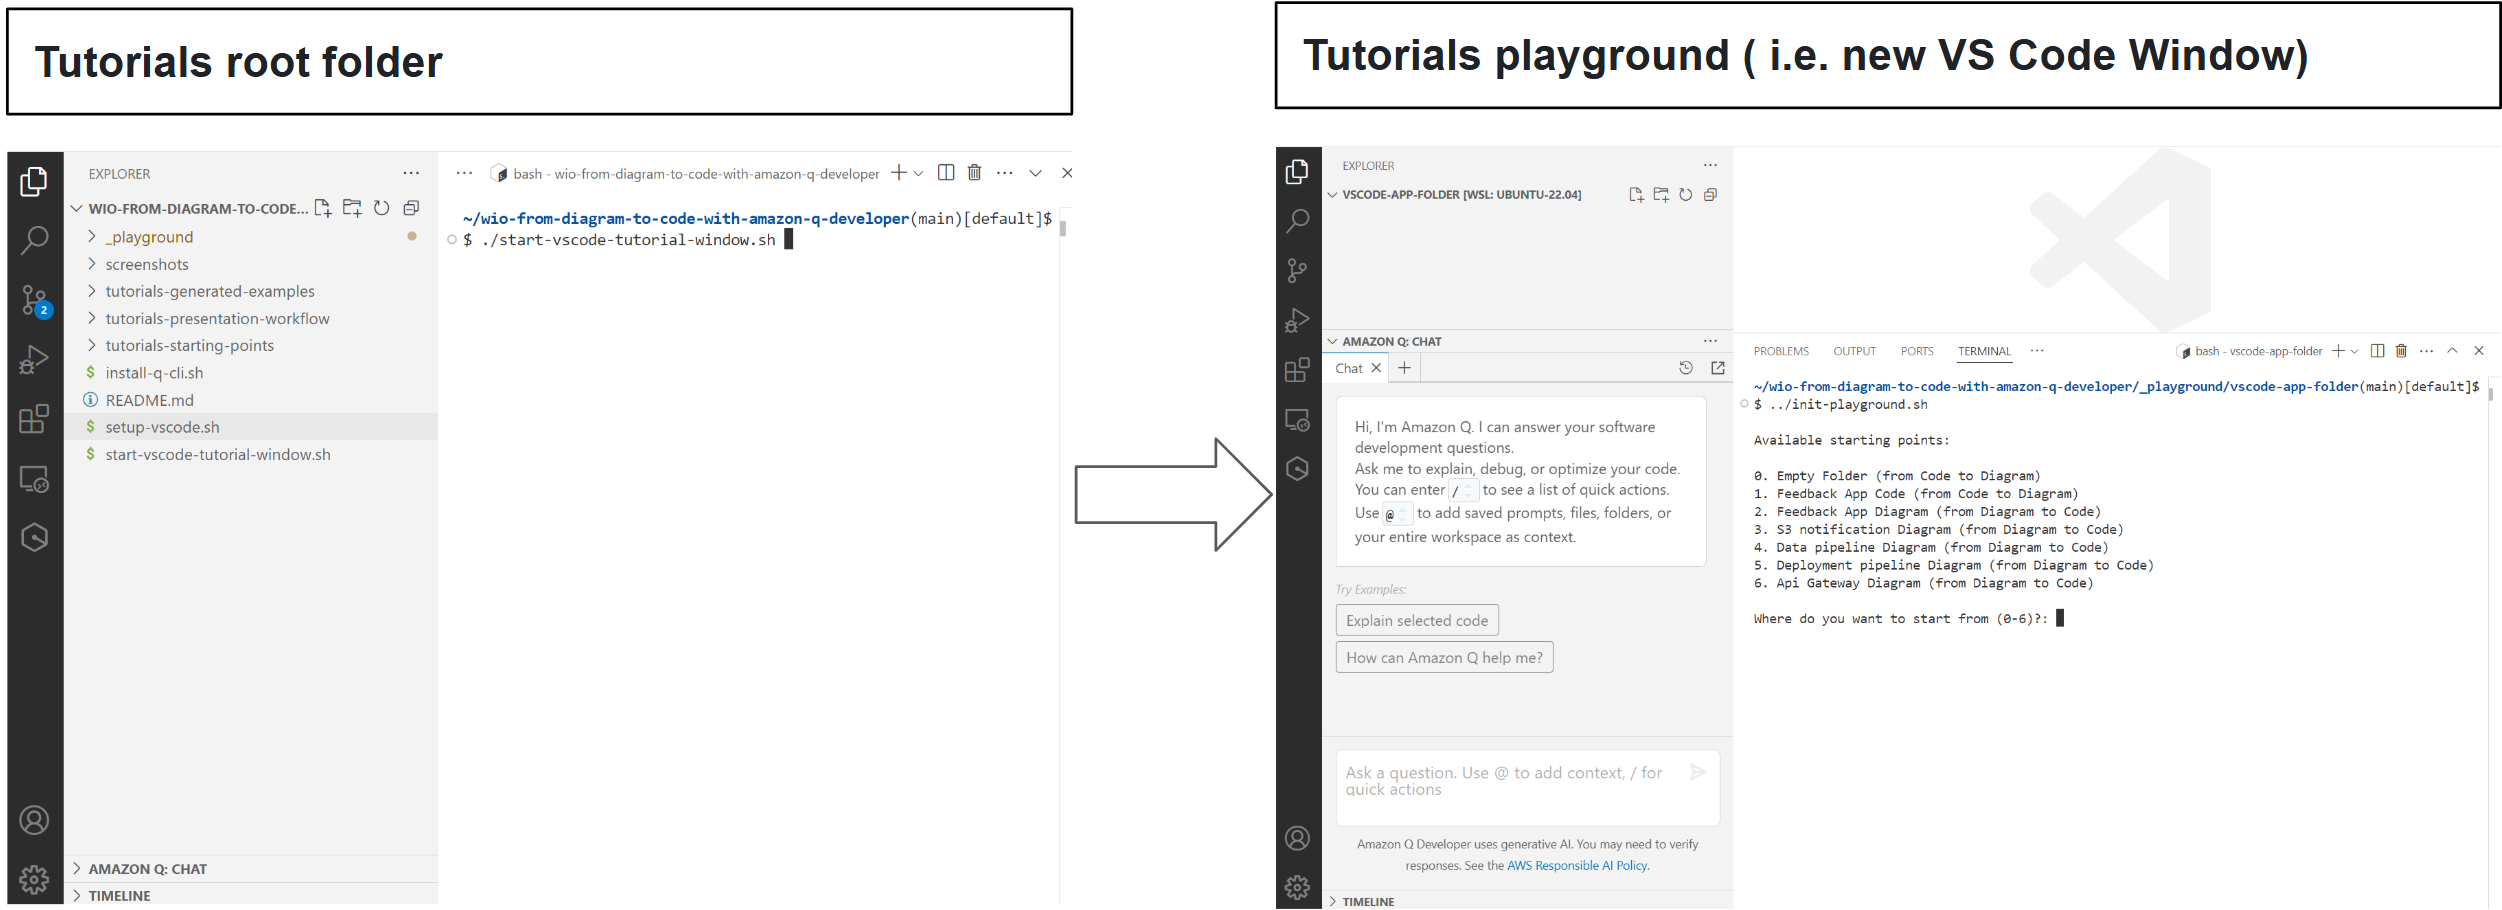 Tutorials root folder
EXPLORER
WIO-FROM-DIAGRAM-TO-CODE...
_playground
screenshots
tutorials-generated-examples
tutorials-presentation-workflow
tutorials-starting-points
$ install-q-cli.sh
README.md
$ setup-vscode.sh
$ start-vscode-tutorial-window.sh
2
AMAZON Q: CHAT
TIMELINE
bash - wio-from-diagram-to-code-with-amazon-q-developer
~/wio-from-diagram-to-code-with-amazon-q-developer(main)[default]$
$ ./start-vscode-tutorial-window.sh
Tutorials playground ( i.e. new VS Code Window)
EXPLORER
VSCODE-APP-FOLDER [WSL: UBUNTU-22.04]
AMAZON Q: CHAT
Chat
Hi, I'm Amazon Q. I can answer your software
development questions.
Ask me to explain, debug, or optimize your code.
You can enter / to see a list of quick actions.
Use @ to add saved prompts, files, folders, or
your entire workspace as context.
Try Examples:
Explain selected code
How can Amazon Q help me?
Ask a question. Use @ to add context, / for
quick actions
Amazon Q Developer uses generative AI. You may need to verify
responses. See the AWS Responsible AI Policy.
TIMELINE
PROBLEMS OUTPUT PORTS TERMINAL
bash - vscode-app-folder
~/wio-from-diagram-to-code-with-amazon-q-developer/_playground/vscode-app-folder(main)[default]$
$ ../init-playground.sh
Available starting points:
0. Empty Folder (from Code to Diagram)
1. Feedback App Code (from Code to Diagram)
2. Feedback App Diagram (from Diagram to Code)
3. S3 notification Diagram (from Diagram to Code)
4. Data pipeline Diagram (from Diagram to Code)
5. Deployment pipeline Diagram (from Diagram to Code)
6. Api Gateway Diagram (from Diagram to Code)
Where do you want to start from (0-6)?: